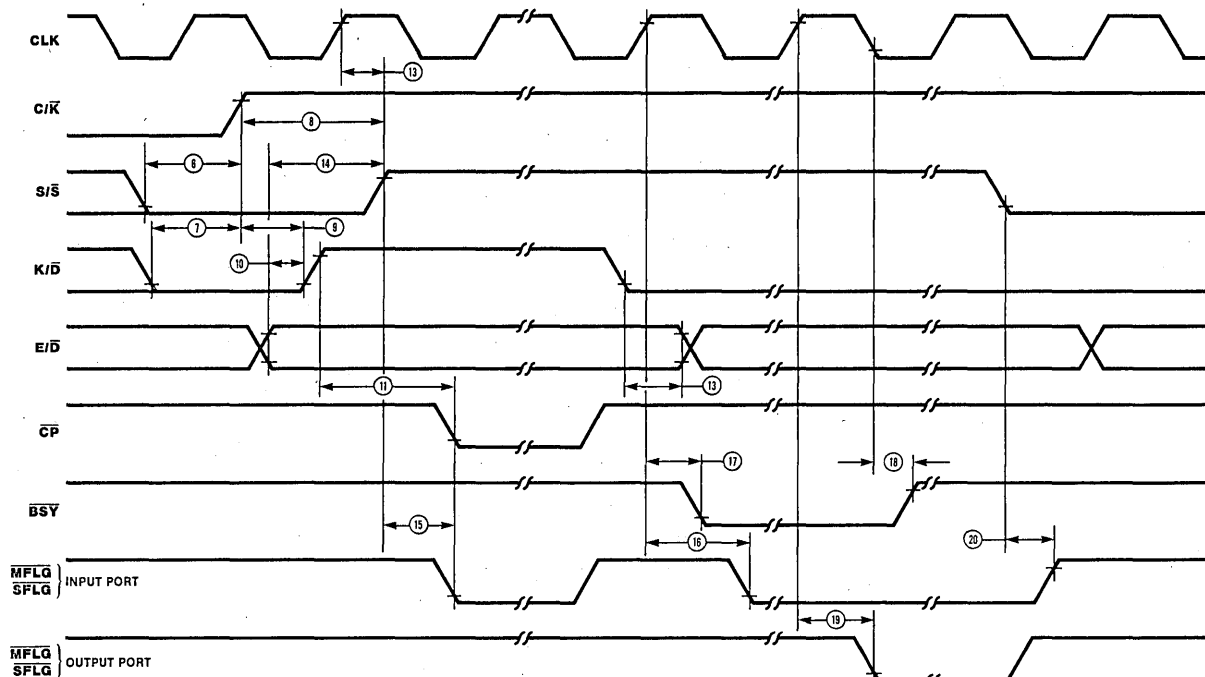 CLK
13
C/K̅
8
6
14
S/S̅
7
9
K/D̅
10
E/D̅
11
13
C̅P̅
17
18
B̅S̅Y̅
15
16
20
M̅F̅L̅G̅
S̅F̅L̅G̅ } INPUT PORT
19
M̅F̅L̅G̅
S̅F̅L̅G̅ } OUTPUT PORT